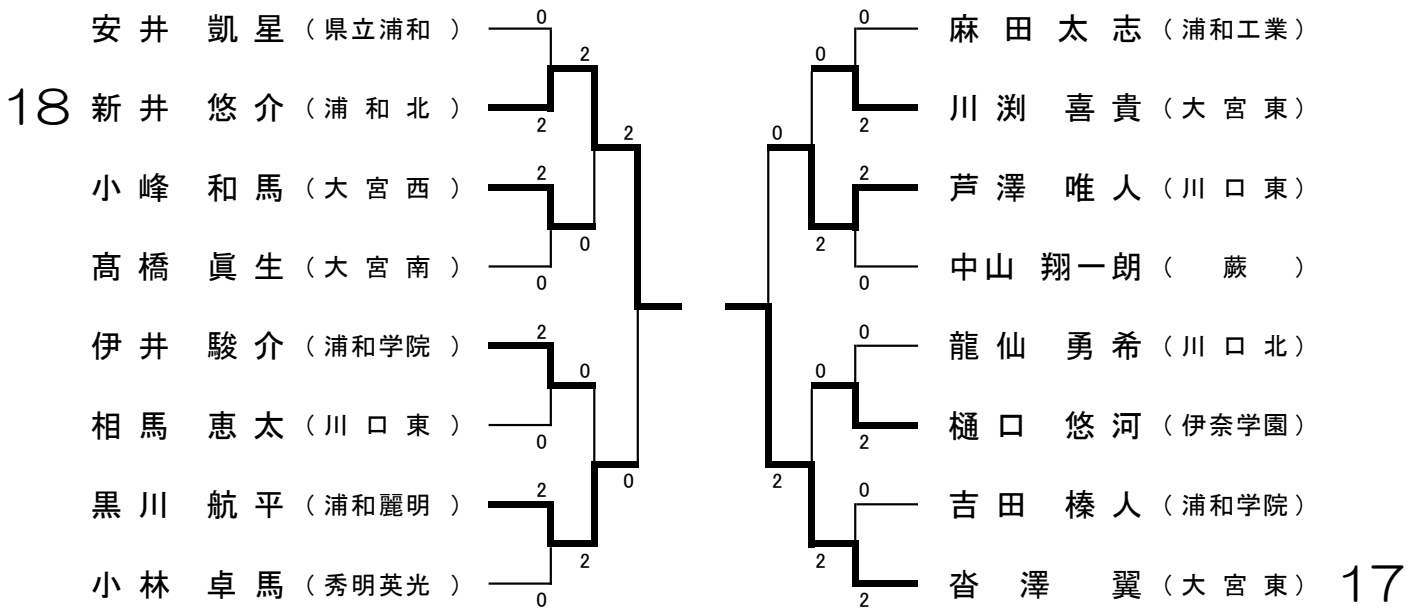 安井 凱星 (県立浦和) 0
2
18 新井 悠介 (浦和北) 2
2
小峰 和馬 (大宮西) 2
0
髙橋 眞生 (大宮南) 0
伊井 駿介 (浦和学院) 2
0
相馬 恵太 (川口東) 0
0
黒川 航平 (浦和麗明) 2
2
小林 卓馬 (秀明英光) 0
0 麻田 太志 (浦和工業)
0
2 川渕 喜貴 (大宮東)
0
2 芦澤 唯人 (川口東)
2
0 中山 翔一朗 (蕨)
0 龍仙 勇希 (川口北)
0
2 樋口 悠河 (伊奈学園)
2
0 吉田 榛人 (浦和学院)
2
2 沓澤 翼 (大宮東) 17